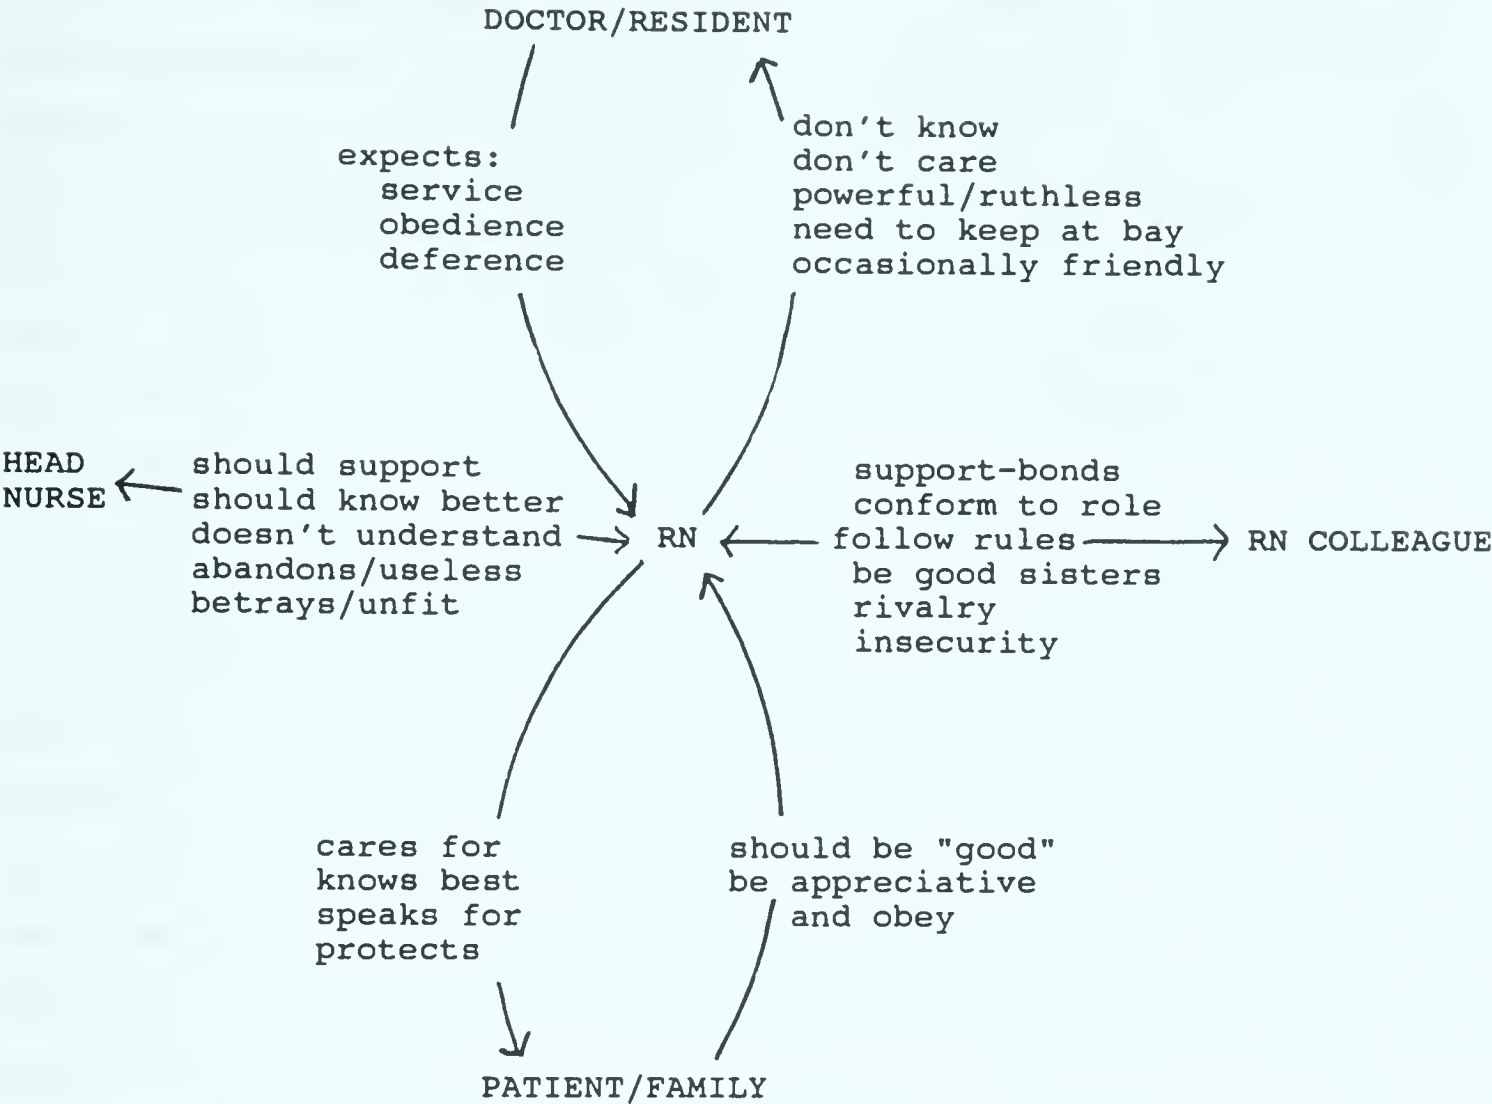 DOCTOR/RESIDENT
expects:
service
obedience
deference
don't know
don't care
powerful/ruthless
need to keep at bay
occasionally friendly
HEAD
NURSE
should support
should know better
doesn't understand
abandons/useless
betrays/unfit
RN
support-bonds
conform to role
follow rules
be good sisters
rivalry
insecurity
RN COLLEAGUE
cares for
knows best
speaks for
protects
should be "good"
be appreciative
and obey
PATIENT/FAMILY